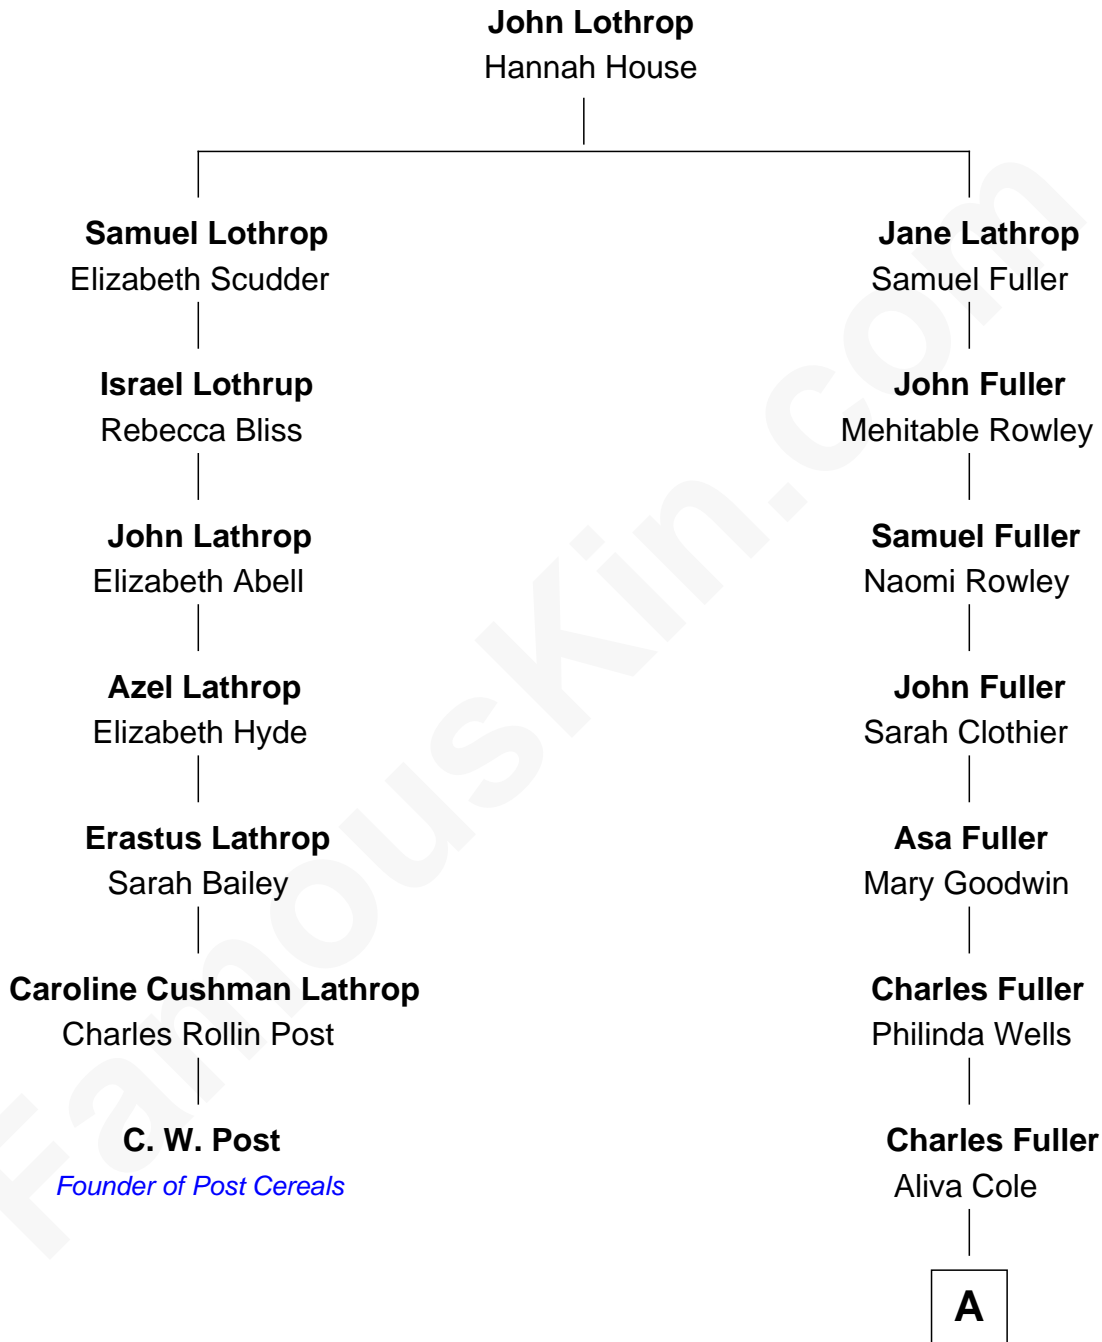 John Lothrop
Hannah House
Samuel Lothrop
Elizabeth Scudder
Jane Lathrop
Samuel Fuller
Israel Lothrup
Rebecca Bliss
John Fuller
Mehitable Rowley
John Lathrop
Elizabeth Abell
Samuel Fuller
Naomi Rowley
Azel Lathrop
Elizabeth Hyde
John Fuller
Sarah Clothier
Erastus Lathrop
Sarah Bailey
Asa Fuller
Mary Goodwin
Caroline Cushman Lathrop
Charles Rollin Post
Charles Fuller
Philinda Wells
C. W. Post
Founder of Post Cereals
Charles Fuller
Aliva Cole
A
FamousKin.com